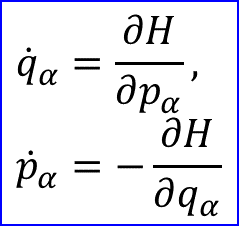 q̇_α = ∂H/∂p_α,
ṗ_α = −∂H/∂q_α